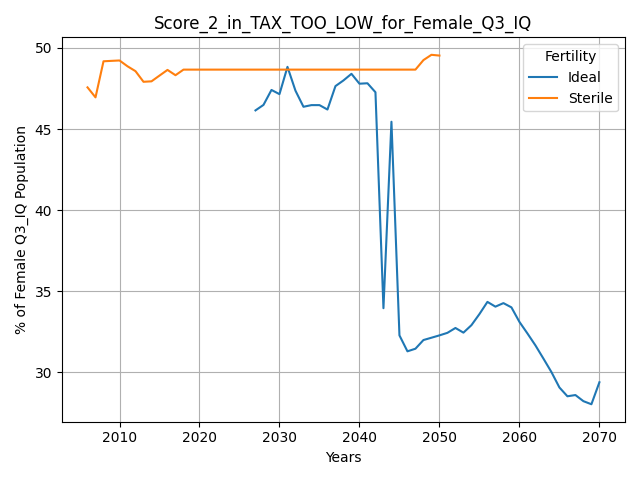 Score_2_in_TAX_TOO_LOW_for_Female_Q3_IQ
Fertility
Ideal
Sterile
% of Female Q3_IQ Population
50
45
40
35
30
2010
2020
2030
2040
2050
2060
2070
Years